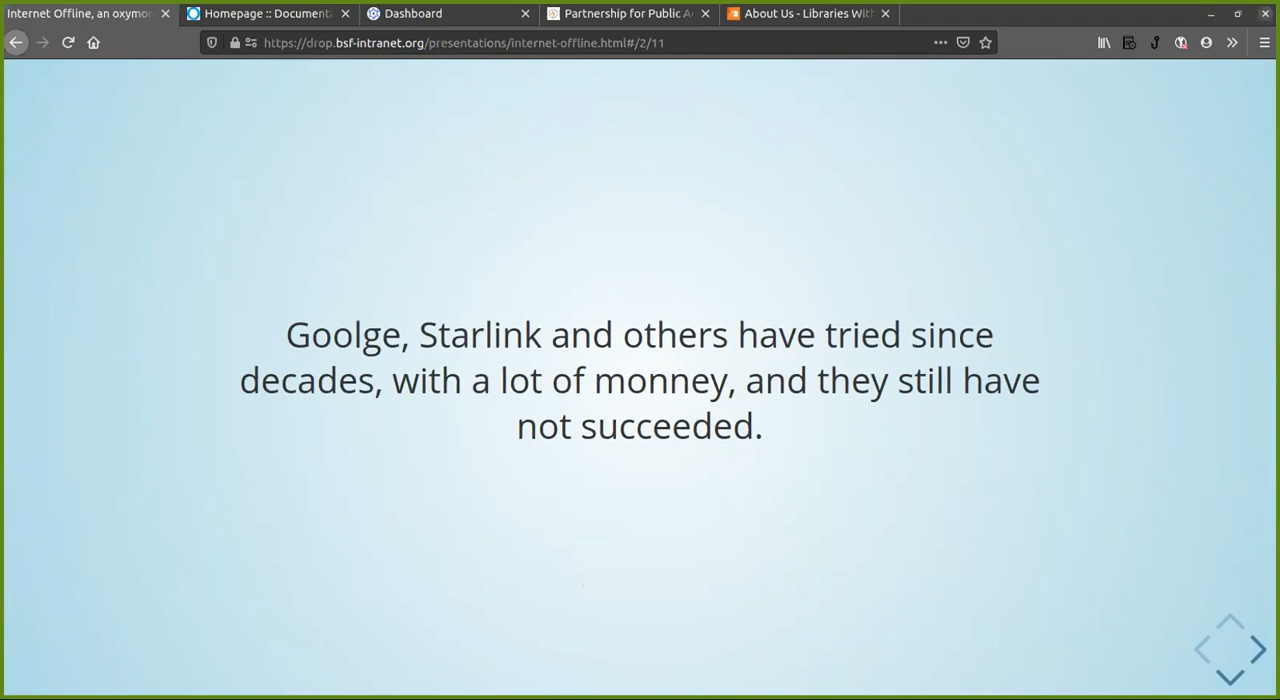 Internet Offline, an oxymor
Homepage :: Documenta
Dashboard
Partnership for Public A
About Us - Libraries Wit
https://drop.bsf-intranet.org/presentations/internet-offline.html#/2/11
Goolge, Starlink and others have tried since
decades, with a lot of monney, and they still have
not succeeded.